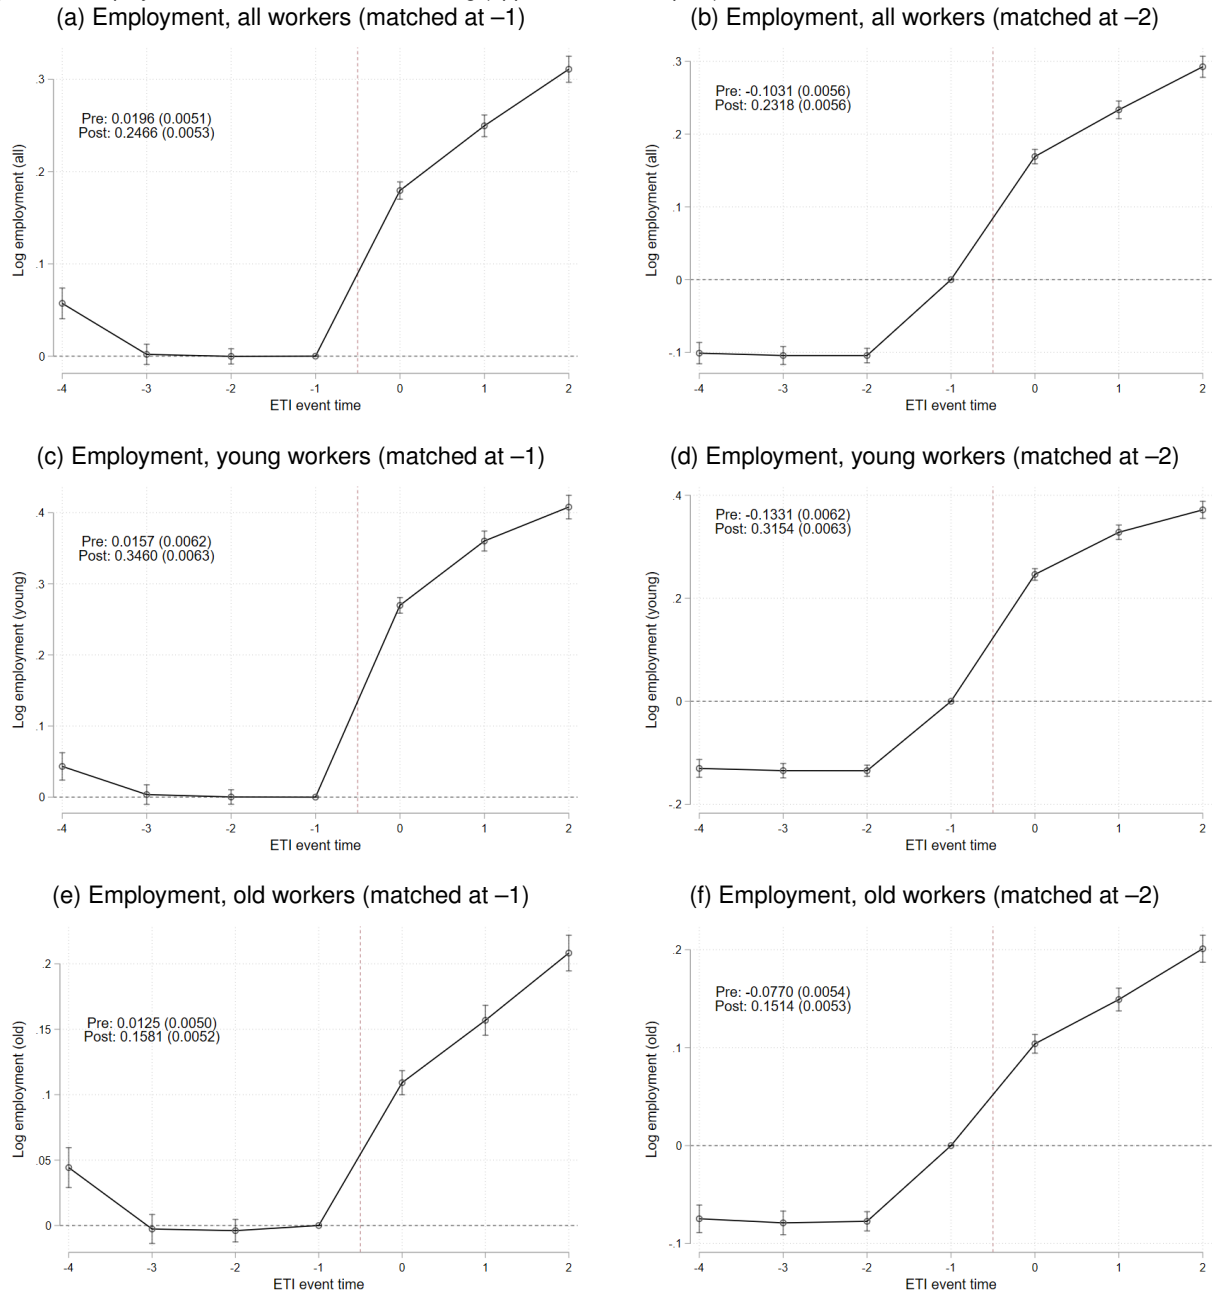 (a) Employment, all workers (matched at –1)
Log employment (all)
.3
.2
.1
0
Pre: 0.0196 (0.0051)
Post: 0.2466 (0.0053)
-4 -3 -2 -1 0 1 2
ETI event time
(b) Employment, all workers (matched at –2)
Log employment (all)
.3
.2
.1
0
-.1
Pre: -0.1031 (0.0056)
Post: 0.2318 (0.0056)
-4 -3 -2 -1 0 1 2
ETI event time
(c) Employment, young workers (matched at –1)
Log employment (young)
.4
.3
.2
.1
0
Pre: 0.0157 (0.0062)
Post: 0.3460 (0.0063)
-4 -3 -2 -1 0 1 2
ETI event time
(d) Employment, young workers (matched at –2)
Log employment (young)
.4
.2
0
-.2
Pre: -0.1331 (0.0062)
Post: 0.3154 (0.0063)
-4 -3 -2 -1 0 1 2
ETI event time
(e) Employment, old workers (matched at –1)
Log employment (old)
.2
.15
.1
.05
0
Pre: 0.0125 (0.0050)
Post: 0.1581 (0.0052)
-4 -3 -2 -1 0 1 2
ETI event time
(f) Employment, old workers (matched at –2)
Log employment (old)
.2
.1
0
-.1
Pre: -0.0770 (0.0054)
Post: 0.1514 (0.0053)
-4 -3 -2 -1 0 1 2
ETI event time